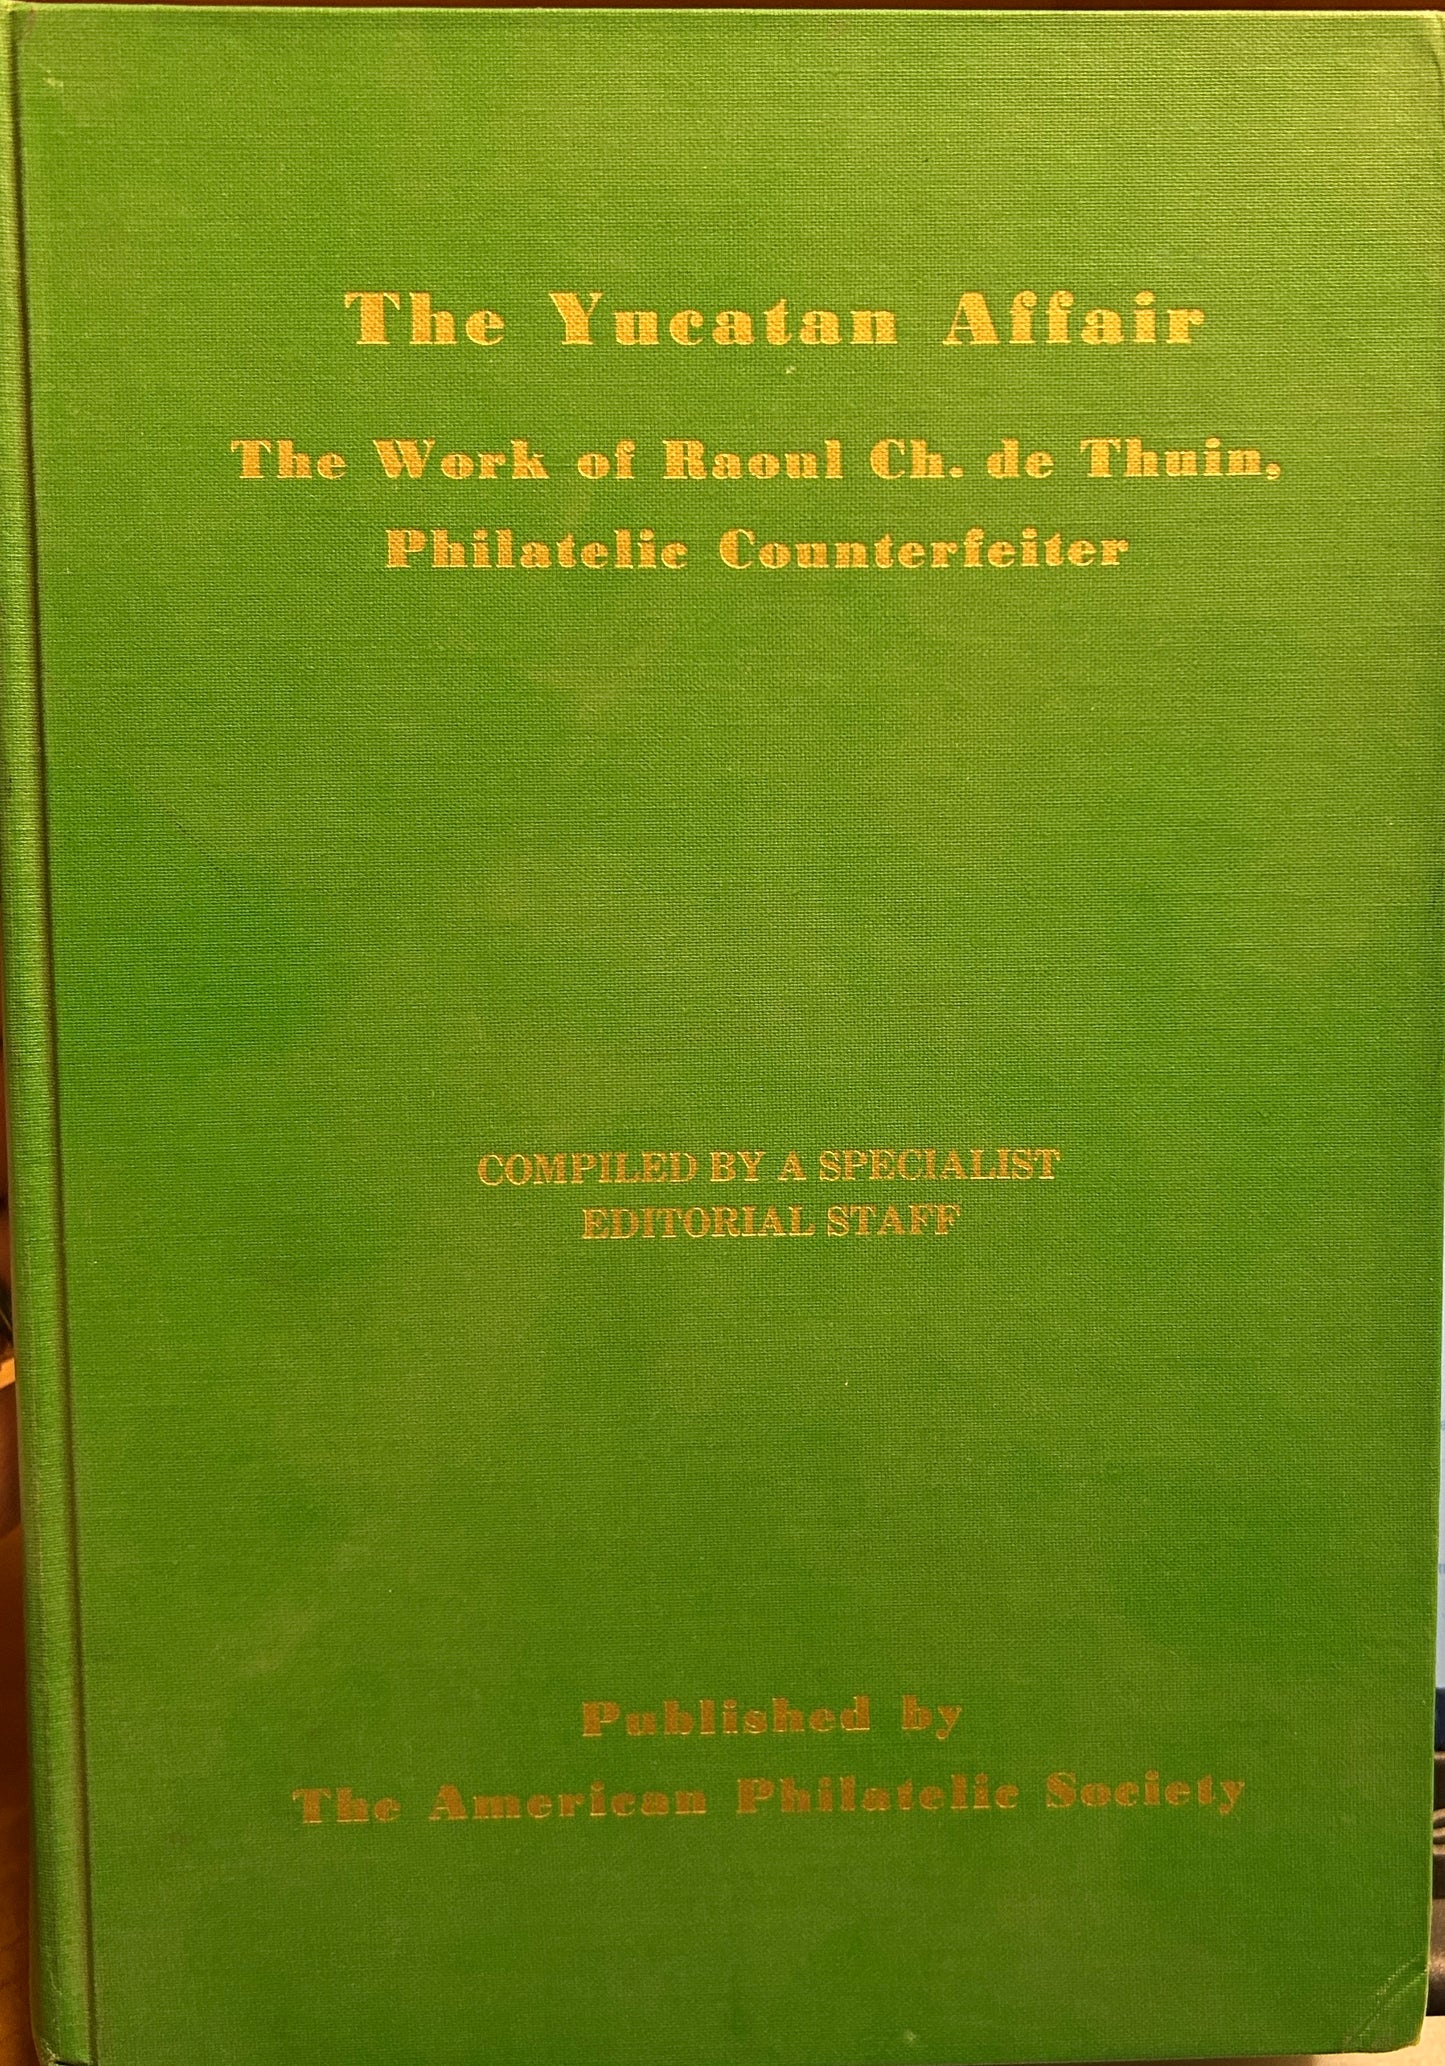 The Yucatan Affair
The Work of Raoul Ch. de Thuin,
Philatelic Counterfeiter
COMPILED BY A SPECIALIST
EDITORIAL STAFF
Published by
The American Philatelic Society